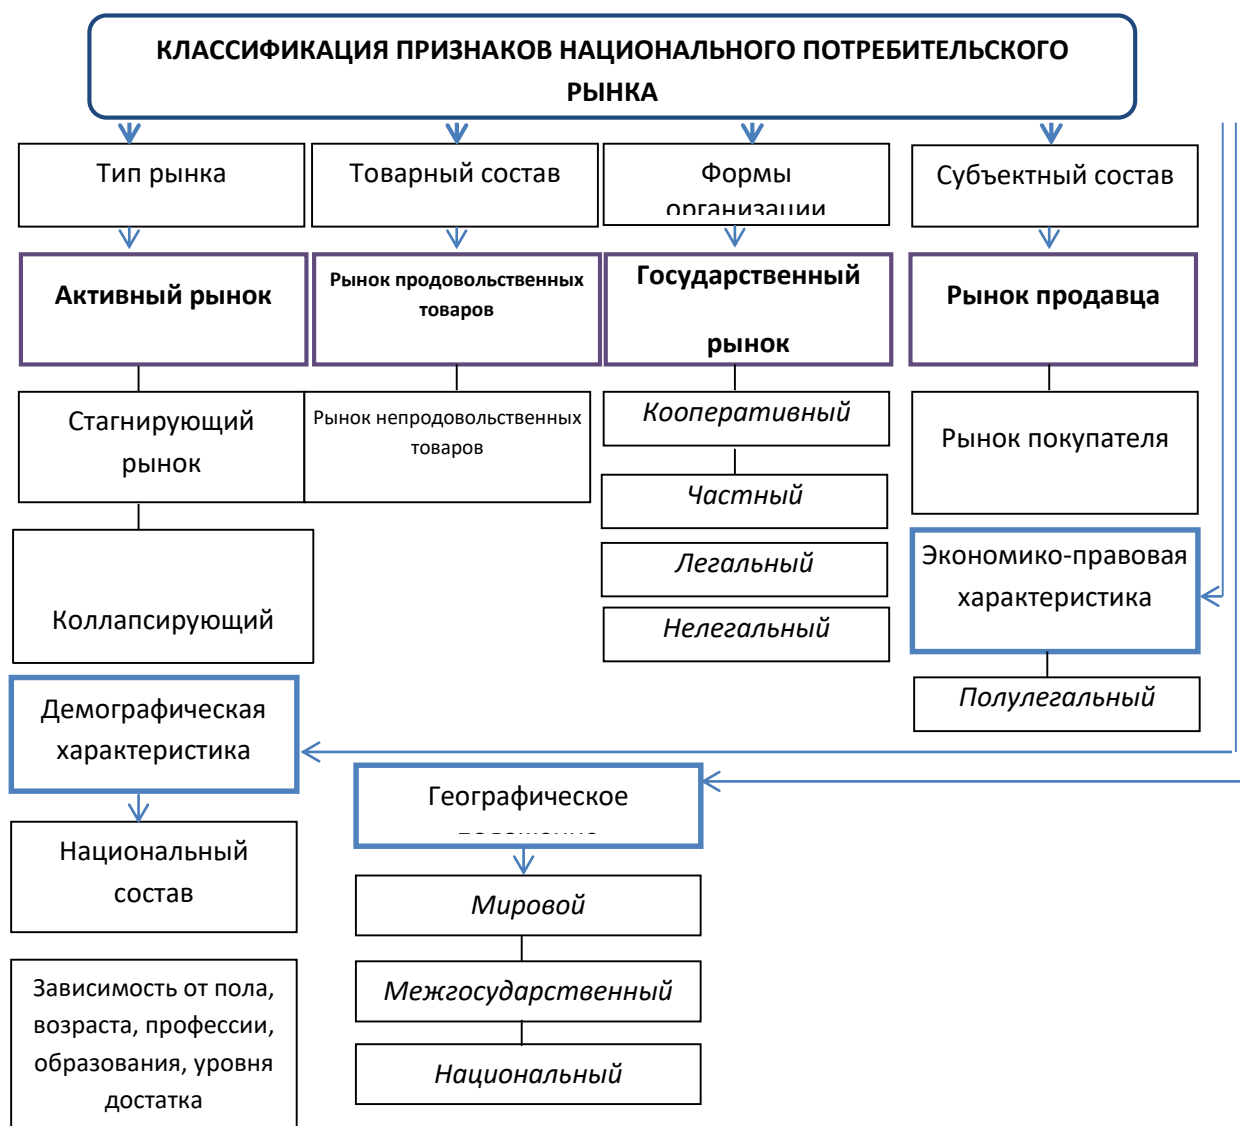 КЛАССИФИКАЦИЯ ПРИЗНАКОВ НАЦИОНАЛЬНОГО ПОТРЕБИТЕЛЬСКОГО
РЫНКА
Тип рынка
Товарный состав
Формы
организации
Субъектный состав
Активный рынок
Рынок продовольственных
товаров
Государственный
рынок
Рынок продавца
Стагнирующий
рынок
Рынок непродовольственных
товаров
Кооперативный
Рынок покупателя
Частный
Коллапсирующий
Легальный
Нелегальный
Экономико-правовая
характеристика
Полулегальный
Демографическая
характеристика
Географическое
Национальный
состав
Мировой
Межгосударственный
Национальный
Зависимость от пола,
возраста, профессии,
образования, уровня
достатка